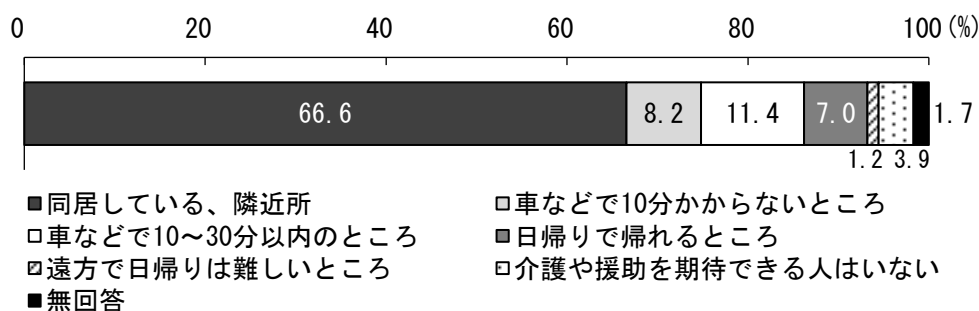 0 20 40 60 80 100 (%)
66.6 8.2 11.4 7.0 1.7
1.2 3.9
■同居している、隣近所 □車などで10分かからないところ
□車などで10～30分以内のところ ■日帰りで帰れるところ
□遠方で日帰りは難しいところ □介護や援助を期待できる人はいない
■無回答